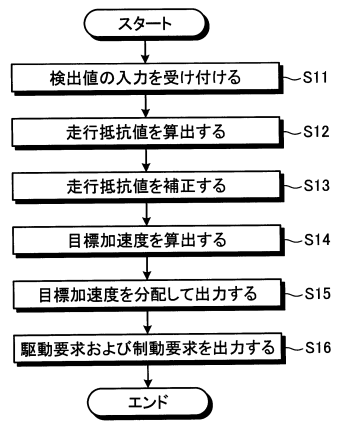 スタート
検出値の入力を受け付ける S11
走行抵抗値を算出する S12
走行抵抗値を補正する S13
目標加速度を算出する S14
目標加速度を分配して出力する S15
駆動要求および制動要求を出力する S16
エンド